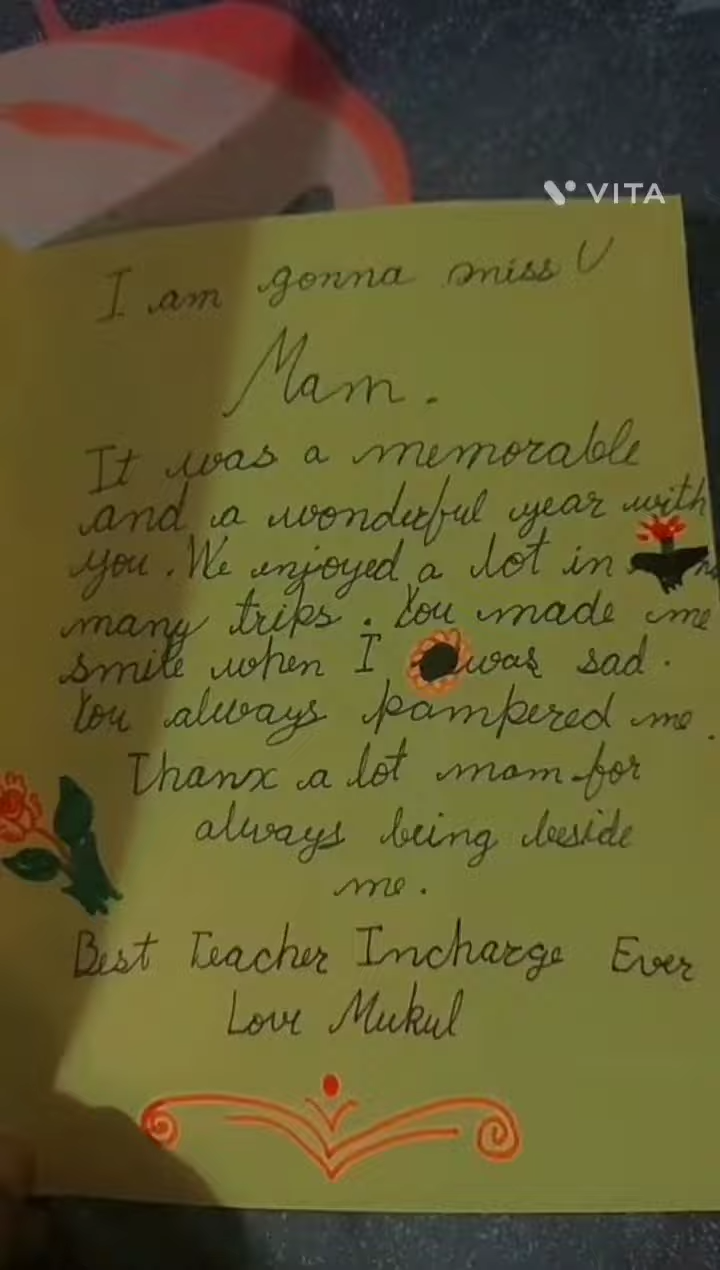 VITA
I am gonna miss U
Mam.
It was a memorable
and a wonderful year with
you. We enjoyed a lot in
many trips. You made me
smile when I was sad.
You always pampered me.
Thanx a lot mam for
always being beside
me.
Best Teacher Incharge Ever
Love Mukul